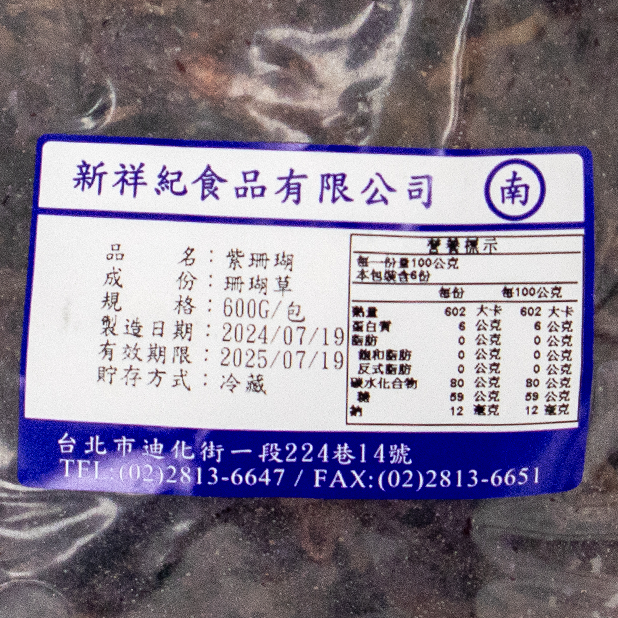 新祥紀食品有限公司 南
品名：紫珊瑚
成份：珊瑚草
規格：600G/包
製造日期：2024/07/19
有效期限：2025/07/19
貯存方式：冷藏
營養標示
每一份量100公克
本包裝含6份
每份 每100公克
熱量 602 大卡 602 大卡
蛋白質 6 公克 6 公克
脂肪 0 公克 0 公克
飽和脂肪 0 公克 0 公克
反式脂肪 0 公克 0 公克
碳水化合物 80 公克 80 公克
糖 59 公克 59 公克
鈉 12 毫克 12 毫克
台北市迪化街一段224巷14號
TEL:(02)2813-6647 / FAX:(02)2813-6651